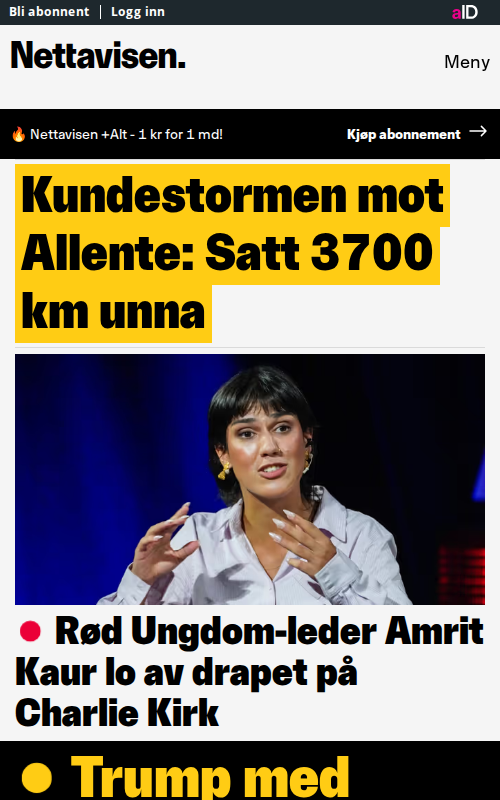 Bli abonnent | Logg inn
aID
Nettavisen.
Meny
🔥 Nettavisen +Alt - 1 kr for 1 md!
Kjøp abonnement →
Kundestormen mot
Allente: Satt 3700
km unna
Rød Ungdom-leder Amrit
Kaur lo av drapet på
Charlie Kirk
Trump med